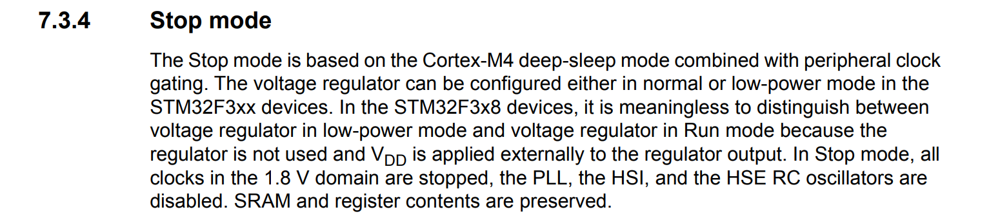 7.3.4 Stop mode
The Stop mode is based on the Cortex-M4 deep-sleep mode combined with peripheral clock
gating. The voltage regulator can be configured either in normal or low-power mode in the
STM32F3xx devices. In the STM32F3x8 devices, it is meaningless to distinguish between
voltage regulator in low-power mode and voltage regulator in Run mode because the
regulator is not used and VDD is applied externally to the regulator output. In Stop mode, all
clocks in the 1.8 V domain are stopped, the PLL, the HSI, and the HSE RC oscillators are
disabled. SRAM and register contents are preserved.